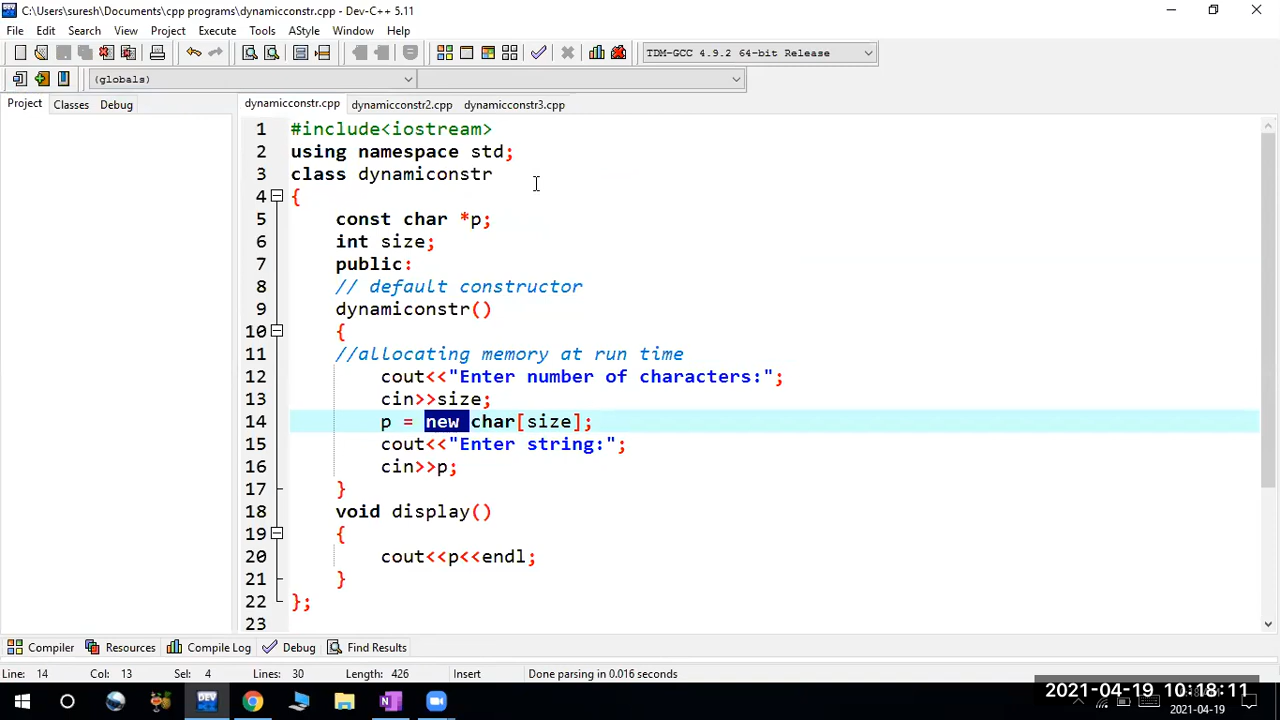 C:\Users\suresh\Documents\cpp programs\dynamicconstr.cpp - Dev-C++ 5.11
File Edit Search View Project Execute Tools AStyle Window Help
TDM-GCC 4.9.2 64-bit Release
(globals)
Project Classes Debug dynamicconstr.cpp dynamicconstr2.cpp dynamicconstr3.cpp
1 #include<iostream>
2 using namespace std;
3 class dynamiconstr
4 {
5 const char *p;
6 int size;
7 public:
8 // default constructor
9 dynamiconstr()
10 {
11 //allocating memory at run time
12 cout<<"Enter number of characters:";
13 cin>>size;
14 p = new char[size];
15 cout<<"Enter string:";
16 cin>>p;
17 }
18 void display()
19 {
20 cout<<p<<endl;
21 }
22 };
23
Compiler Resources Compile Log Debug Find Results
Line: 14 Col: 13 Sel: 4 Lines: 30 Length: 426 Insert Done parsing in 0.016 seconds
DEV
2021-04-19 10:18:11
2021-04-19